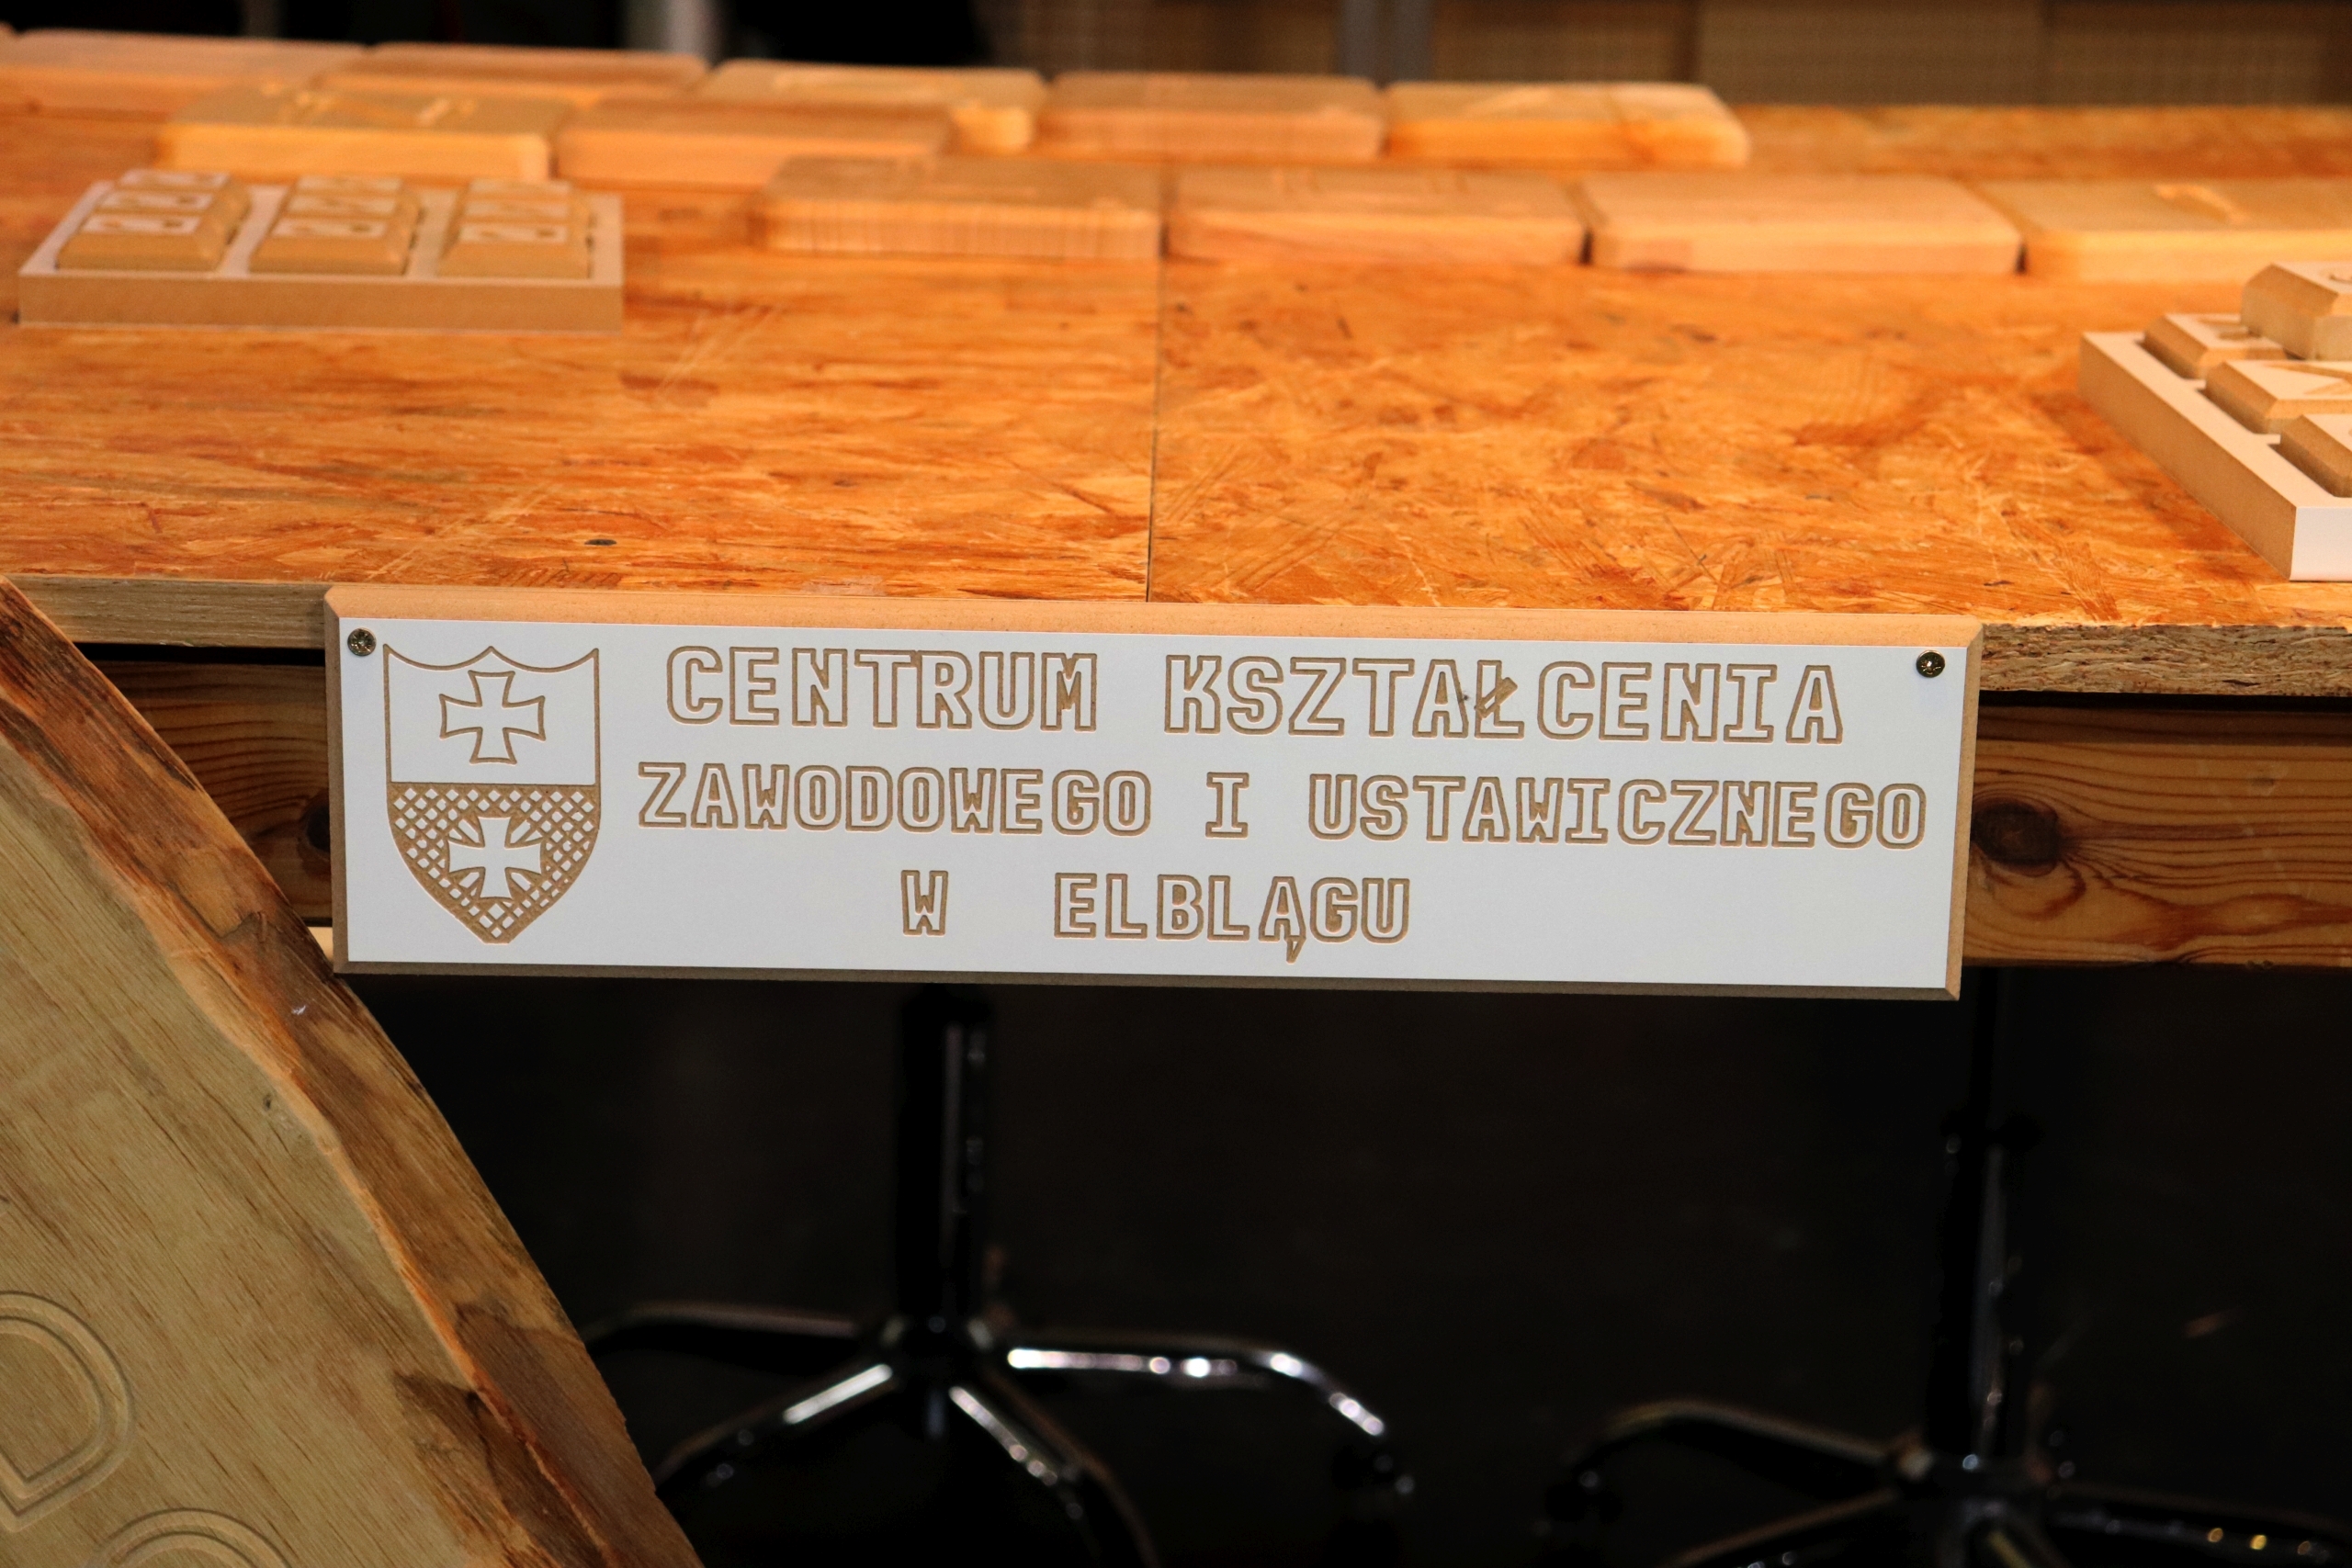 CENTRUM KSZTAŁCENIA
ZAWODOWEGO I USTAWICZNEGO
W ELBLĄGU